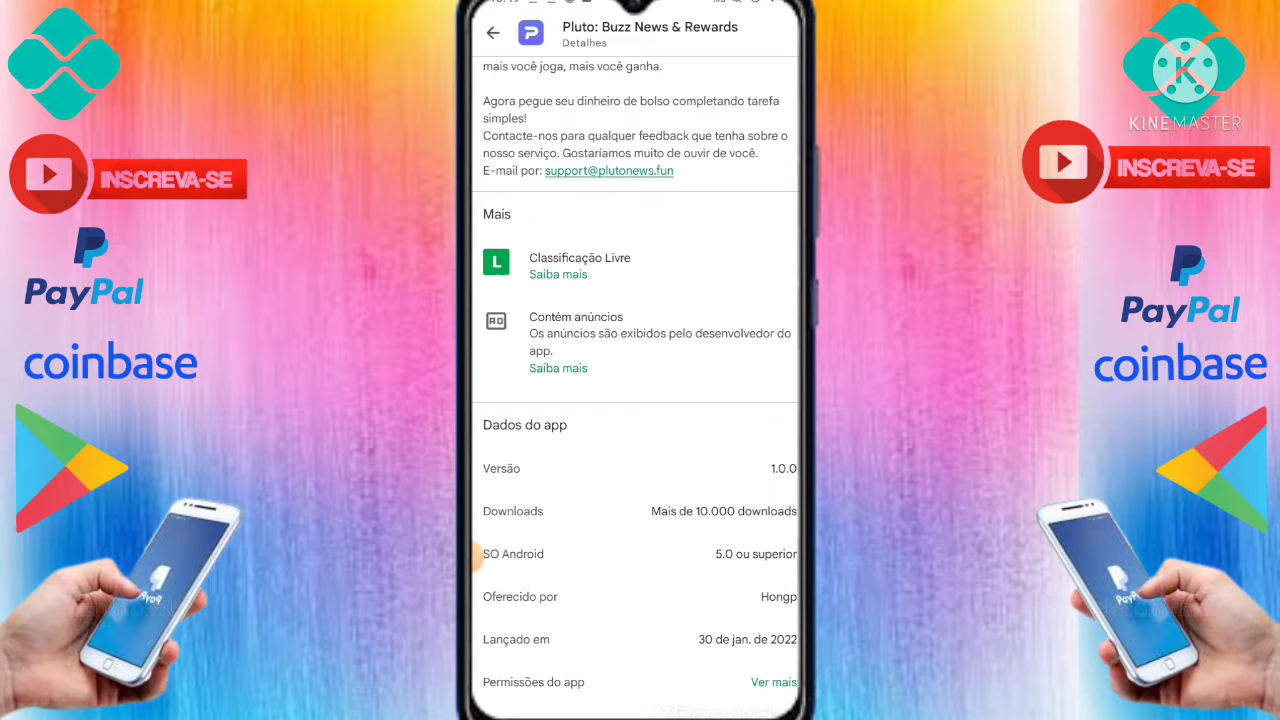 Pluto: Buzz News & Rewards
Detalhes
mais você joga, mais você ganha.
Agora pegue seu dinheiro de bolso completando tarefa
simples!
Contacte-nos para qualquer feedback que tenha sobre o
nosso serviço. Gostaríamos muito de ouvir de você.
E-mail por: support@plutonews.fun
Mais
L
Classificação Livre
Saiba mais
AD
Contém anúncios
Os anúncios são exibidos pelo desenvolvedor do
app.
Saiba mais
Dados do app
Versão 1.0.0
Downloads Mais de 10.000 downloads
SO Android 5.0 ou superior
Oferecido por Hongp
Lançado em 30 de jan. de 2022
Permissões do app Ver mais
INSCREVA-SE
PayPal
coinbase
K
KINEMASTER
INSCREVA-SE
PayPal
coinbase